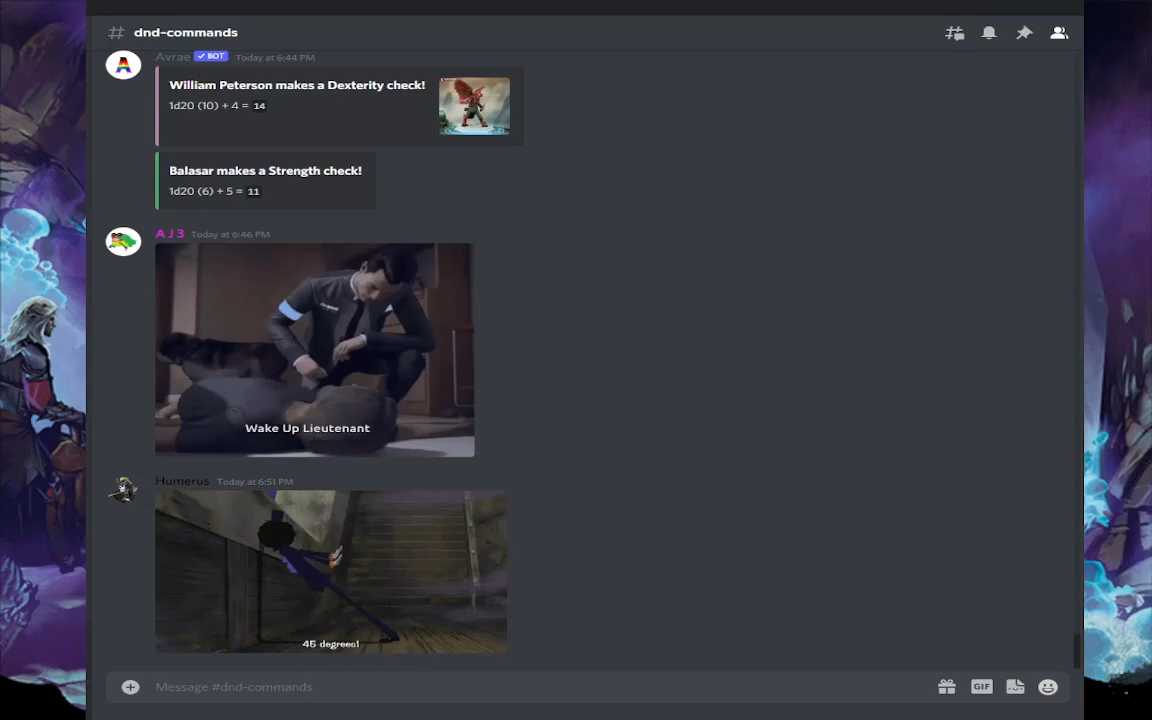 dnd-commands
Avrae BOT Today at 6:44 PM
William Peterson makes a Dexterity check!
1d20 (10) + 4 = 14
Balasar makes a Strength check!
1d20 (6) + 5 = 11
A J 3 Today at 6:46 PM
Wake Up Lieutenant
Humerus Today at 6:51 PM
45 degrees!
Message #dnd-commands
GIF